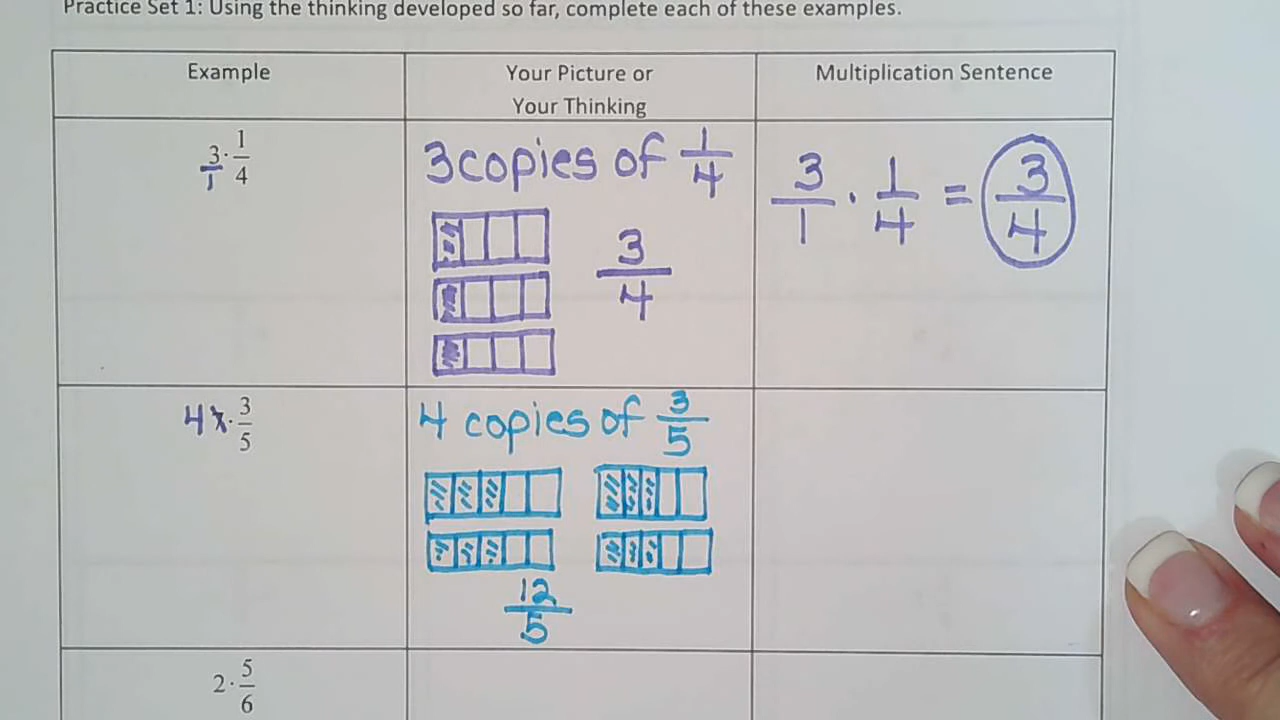 Practice Set 1: Using the thinking developed so far, complete each of these examples.
Example
Your Picture or
Your Thinking
Multiplication Sentence
3/1 · 1/4
3 copies of 1/4
3/4
3/1 · 1/4 = 3/4
4 · 3/5
4 copies of 3/5
12/5
2 · 5/6